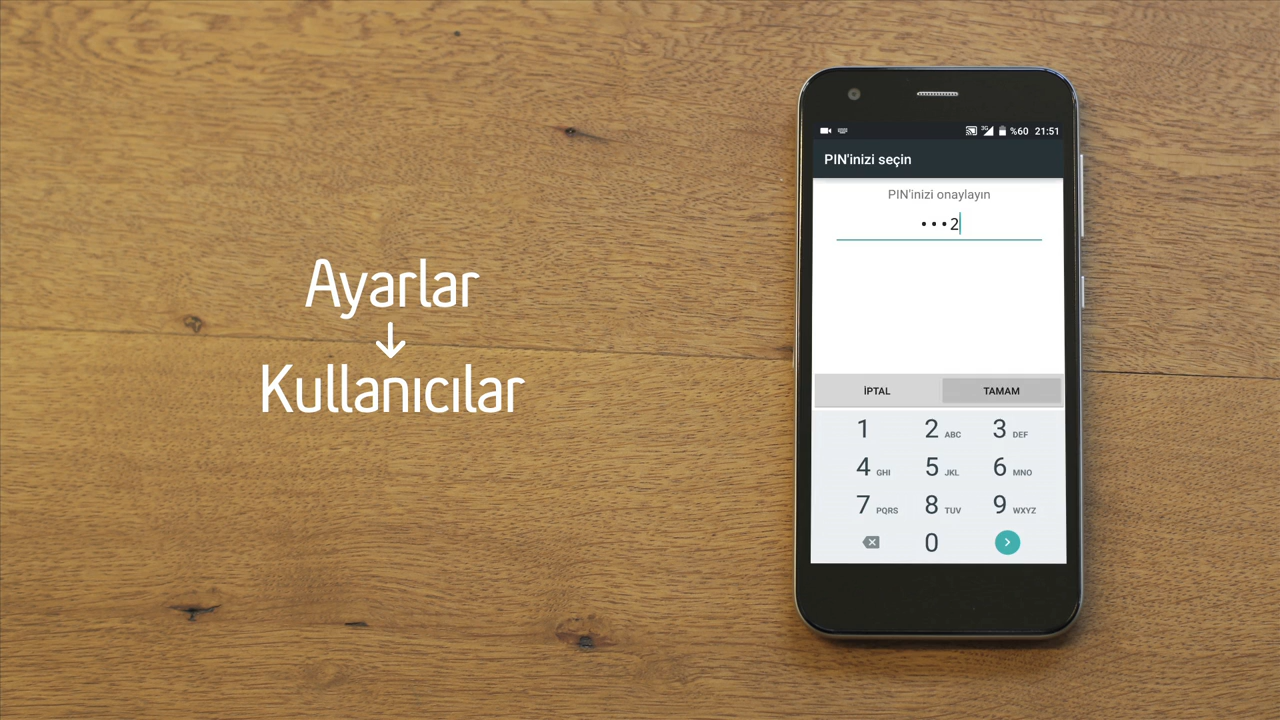 Ayarlar
↓
Kullanıcılar
3G %60 21:51
PIN'inizi seçin
PIN'inizi onaylayın
•••2
İPTAL TAMAM
1 2 ABC 3 DEF
4 GHI 5 JKL 6 MNO
7 PQRS 8 TUV 9 WXYZ
0